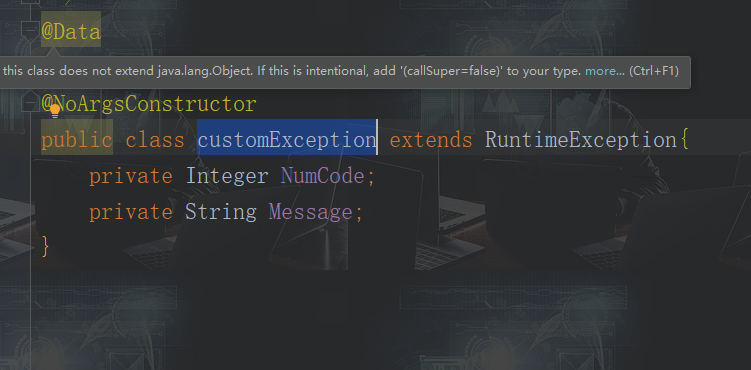 @Data
this class does not extend java.lang.Object. If this is intentional, add '(callSuper=false)' to your type. more... (Ctrl+F1)
@NoArgsConstructor
public class customException extends RuntimeException{
private Integer NumCode;
private String Message;
}